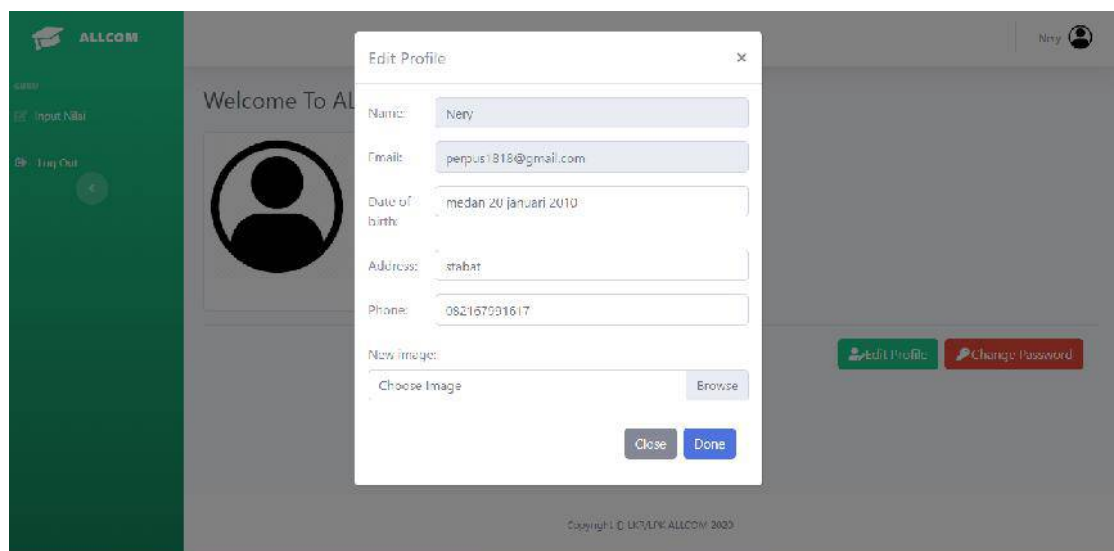 ALLCOM
Nery
Edit Profile
×
Welcome To AL
Input Nilai
Log Out
Name:
Nery
Email:
perpus1818@gmail.com
Date of birth:
medan 20 januari 2010
Address:
stabat
Phone:
082167991617
New image:
Choose Image
Browse
Close
Done
Edit Profile
Change Password
Copyright © LKP/LPK ALLCOM 2020